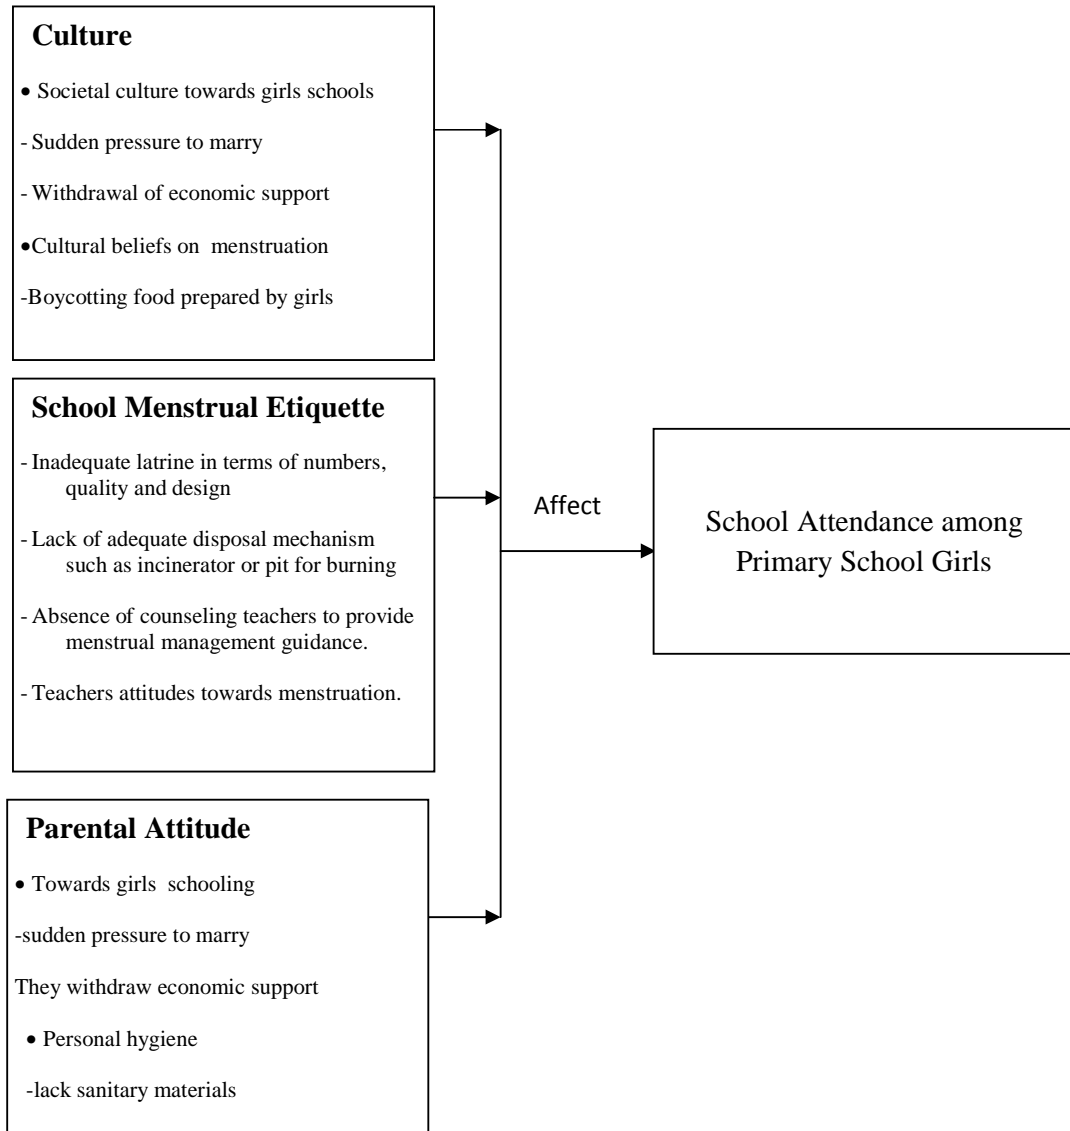 Culture
• Societal culture towards girls schools
- Sudden pressure to marry
- Withdrawal of economic support
•Cultural beliefs on menstruation
-Boycotting food prepared by girls
School Menstrual Etiquette
- Inadequate latrine in terms of numbers,
quality and design
- Lack of adequate disposal mechanism
such as incinerator or pit for burning
- Absence of counseling teachers to provide
menstrual management guidance.
- Teachers attitudes towards menstruation.
Parental Attitude
• Towards girls schooling
-sudden pressure to marry
They withdraw economic support
• Personal hygiene
-lack sanitary materials
Affect
School Attendance among
Primary School Girls